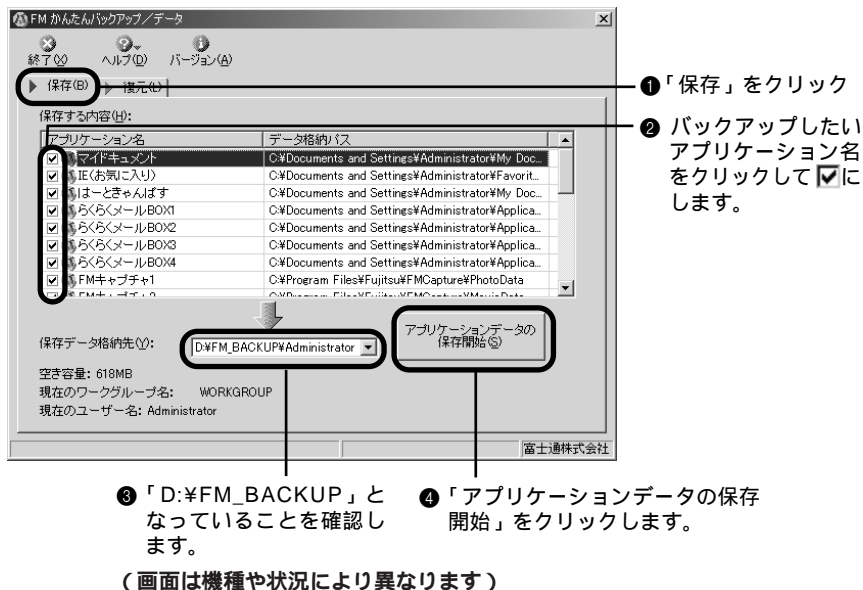 FM かんたんバックアップ／データ
終了(X) ヘルプ(D) バージョン(A)
保存(B) 復元(L)
❶「保存」をクリック
保存する内容(H):
アプリケーション名 データ格納パス
マイドキュメント C:¥Documents and Settings¥Administrator¥My Doc...
IE(お気に入り) C:¥Documents and Settings¥Administrator¥Favorit...
はーときゃんばす C:¥Documents and Settings¥Administrator¥My Doc...
らくらくメールBOX1 C:¥Documents and Settings¥Administrator¥Applica...
らくらくメールBOX2 C:¥Documents and Settings¥Administrator¥Applica...
らくらくメールBOX3 C:¥Documents and Settings¥Administrator¥Applica...
らくらくメールBOX4 C:¥Documents and Settings¥Administrator¥Applica...
FMキャプチャ1 C:¥Program Files¥Fujitsu¥FMCapture¥PhotoData
FMキャプチャ2 C:¥Program Files¥Fujitsu¥FMCapture¥MovieData
❷ バックアップしたい
アプリケーション名
をクリックして☑に
します。
保存データ格納先(Y):
D:¥FM_BACKUP¥Administrator
アプリケーションデータの
保存開始(S)
空き容量: 618MB
現在のワークグループ名: WORKGROUP
現在のユーザー名: Administrator
富士通株式会社
❸「D:¥FM_BACKUP」と
なっていることを確認し
ます。
❹「アプリケーションデータの保存
開始」をクリックします。
(画面は機種や状況により異なります)